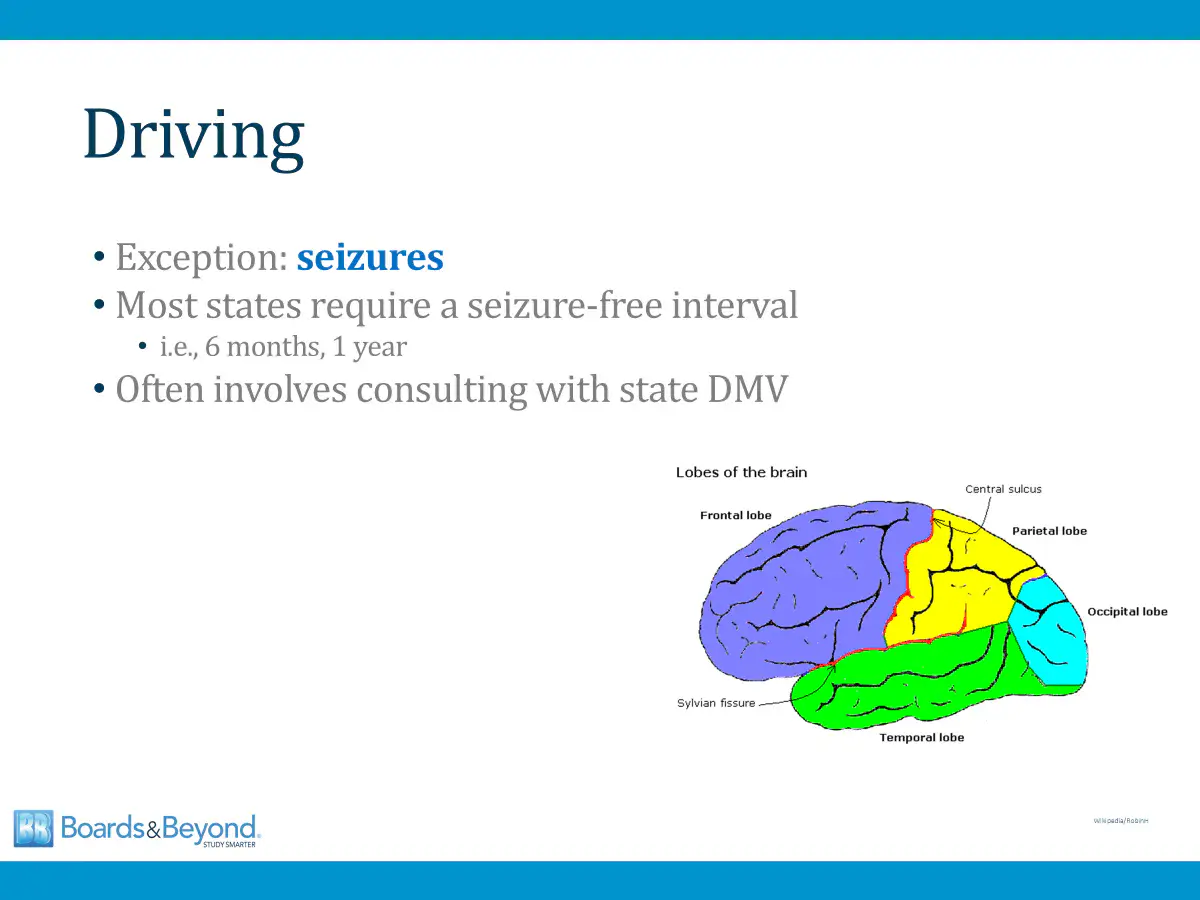 Driving
• Exception: seizures
• Most states require a seizure-free interval
• i.e., 6 months, 1 year
• Often involves consulting with state DMV
Lobes of the brain
Central sulcus
Frontal lobe
Parietal lobe
Occipital lobe
Sylvian fissure
Temporal lobe
BB Boards&Beyond®
STUDY SMARTER
Wikipedia/RobinH